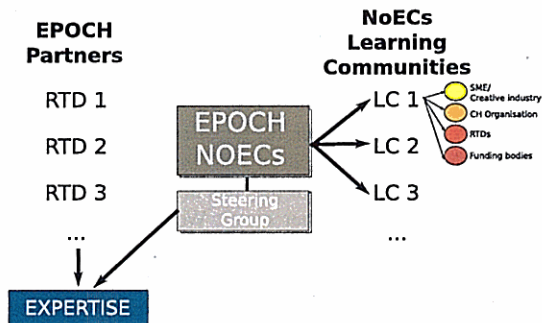 EPOCH
Partners
RTD 1
RTD 2
RTD 3
...
EXPERTISE
EPOCH
NOECs
Steering
Group
NoECs
Learning
Communities
LC 1
LC 2
LC 3
...
SME/
Creative industry
CH Organisation
RTDs
Funding bodies